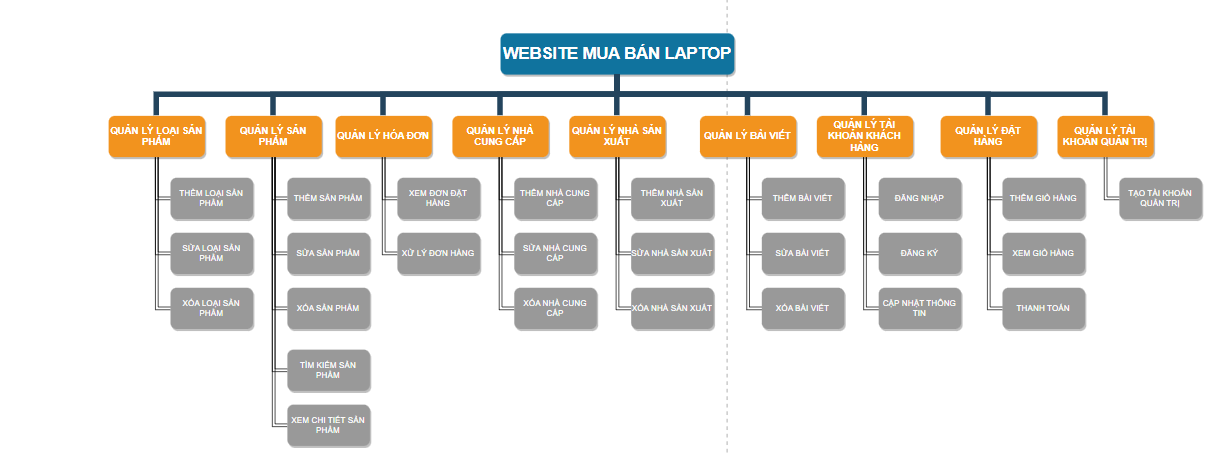 WEBSITE MUA BÁN LAPTOP
QUẢN LÝ LOẠI SẢN
PHẨM
QUẢN LÝ SẢN
PHẨM
QUẢN LÝ HÓA ĐƠN
QUẢN LÝ NHÀ
CUNG CẤP
QUẢN LÝ NHÀ SẢN
XUẤT
QUẢN LÝ BÀI VIẾT
QUẢN LÝ TÀI
KHOẢN KHÁCH
HÀNG
QUẢN LÝ ĐẶT
HÀNG
QUẢN LÝ TÀI
KHOẢN QUẢN TRỊ
THÊM LOẠI SẢN
PHẨM
SỬA LOẠI SẢN
PHẨM
XÓA LOẠI SẢN
PHẨM
THÊM SẢN PHẨM
SỬA SẢN PHẨM
XÓA SẢN PHẨM
TÌM KIẾM SẢN
PHẨM
XEM CHI TIẾT SẢN
PHẨM
XEM ĐƠN ĐẶT
HÀNG
XỬ LÝ ĐƠN HÀNG
THÊM NHÀ CUNG
CẤP
SỬA NHÀ CUNG
CẤP
XÓA NHÀ CUNG
CẤP
THÊM NHÀ SẢN
XUẤT
SỬA NHÀ SẢN XUẤT
XÓA NHÀ SẢN XUẤT
THÊM BÀI VIẾT
SỬA BÀI VIẾT
XÓA BÀI VIẾT
ĐĂNG NHẬP
ĐĂNG KÝ
CẬP NHẬT THÔNG
TIN
THÊM GIỎ HÀNG
XEM GIỎ HÀNG
THANH TOÁN
TẠO TÀI KHOẢN
QUẢN TRỊ